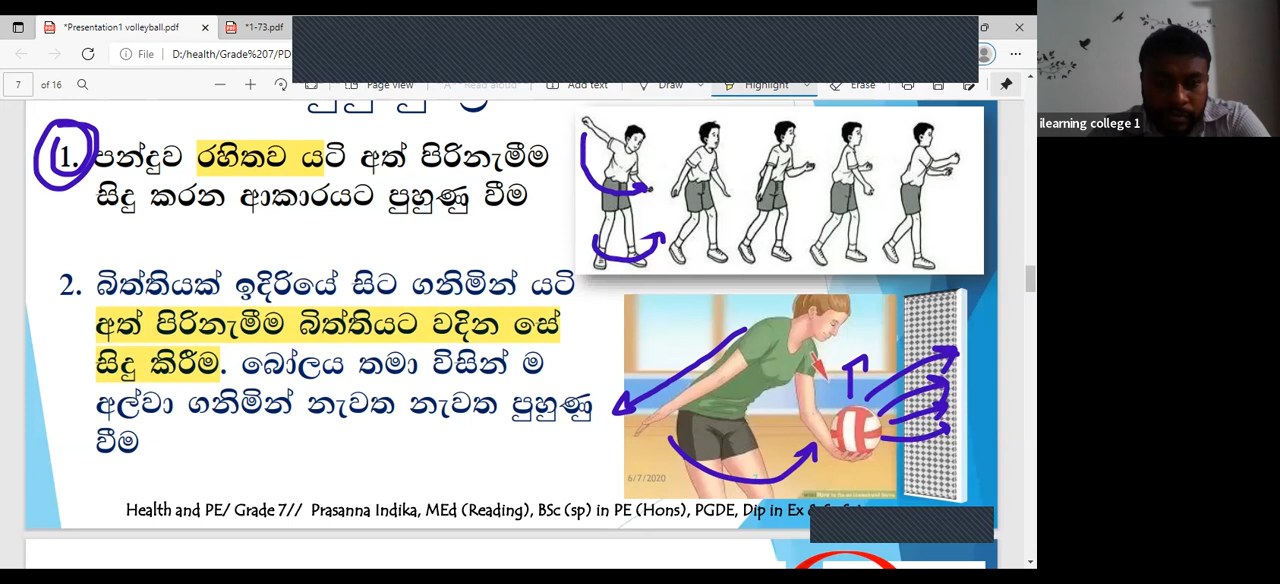 *Presentation1 volleyball.pdf
*1-73.pdf
File
D:/health/Grade%207/PD
7
of 16
Page view
Read aloud
Add text
Draw
Highlight
Erase
ilearning college 1
1. පන්දුව රහිතව යටි අත් පිරිනැමීම
සිදු කරන ආකාරයට පුහුණු වීම
2. බිත්තියක් ඉදිරියේ සිට ගනිමින් යටි
අත් පිරිනැමීම බිත්තියට වදින සේ
සිදු කිරීම. බෝලය තමා විසින් ම
අල්වා ගනිමින් නැවත නැවත පුහුණු
වීම
6/7/2020
Health and PE/ Grade 7// Prasanna Indika, MEd (Reading), BSc (sp) in PE (Hons), PGDE, Dip in Ex &